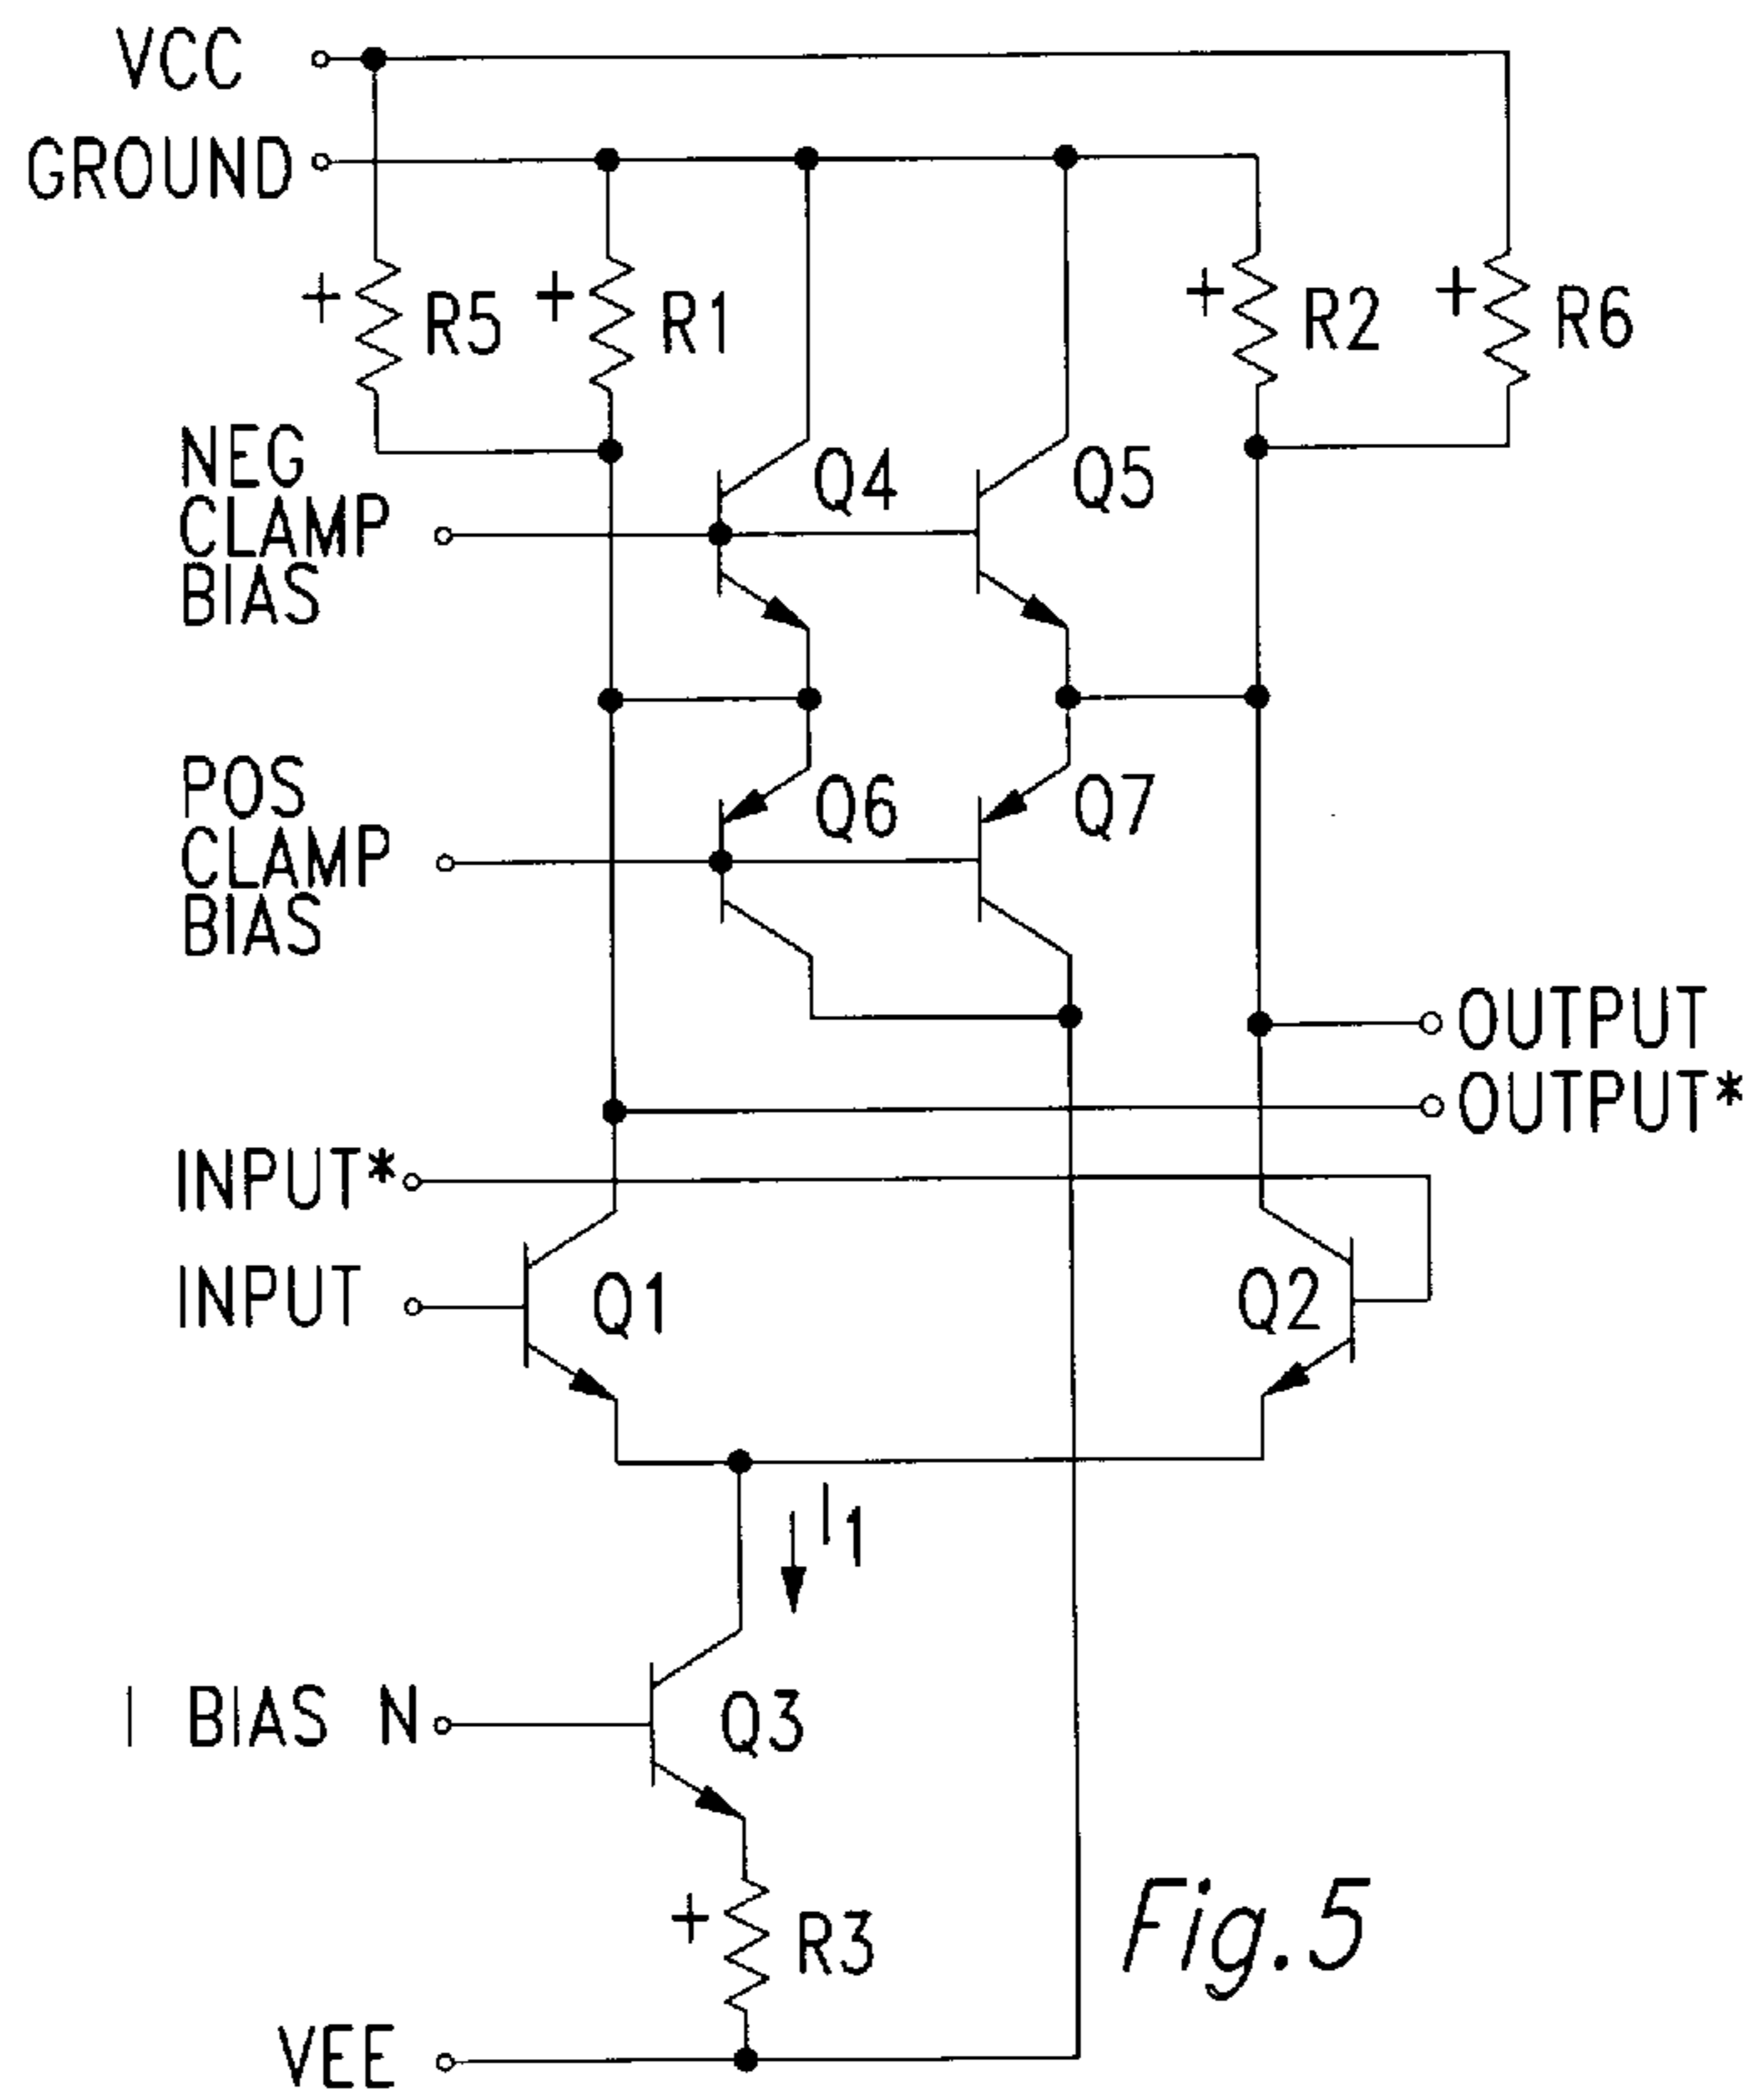 VCC
GROUND
+ R5
+ R1
+ R2
+ R6
NEG
CLAMP
BIAS
Q4
Q5
POS
CLAMP
BIAS
Q6
Q7
OUTPUT
OUTPUT*
INPUT*
INPUT
Q1
Q2
I1
I BIAS N
Q3
+ R3
Fig.5
VEE